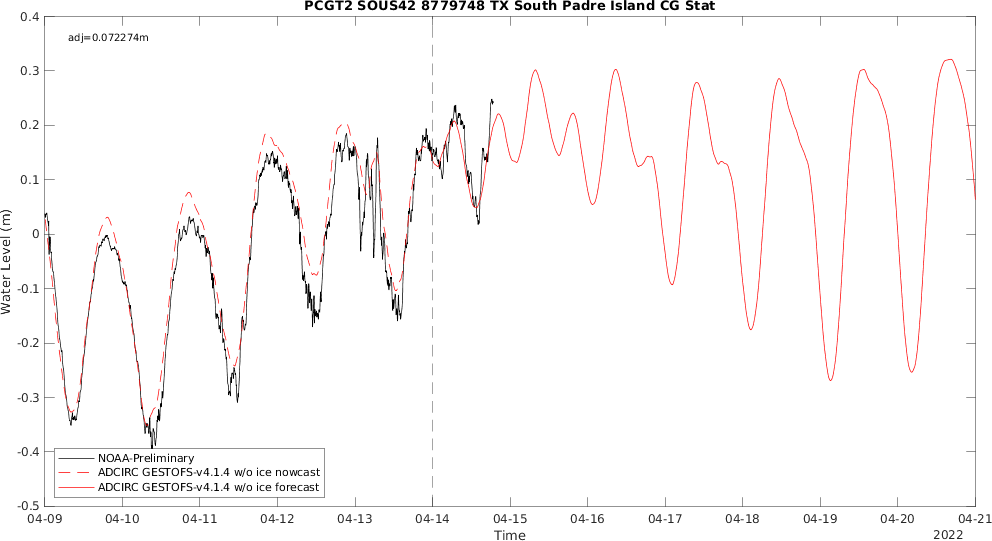 PCGT2 SOUS42 8779748 TX South Padre Island CG Stat
adj=0.072274m
0.4
0.3
0.2
0.1
0
-0.1
-0.2
-0.3
-0.4
-0.5
Water Level (m)
NOAA-Preliminary
ADCIRC GESTOFS-v4.1.4 w/o ice nowcast
ADCIRC GESTOFS-v4.1.4 w/o ice forecast
04-09 04-10 04-11 04-12 04-13 04-14 04-15 04-16 04-17 04-18 04-19 04-20 04-21
Time
2022